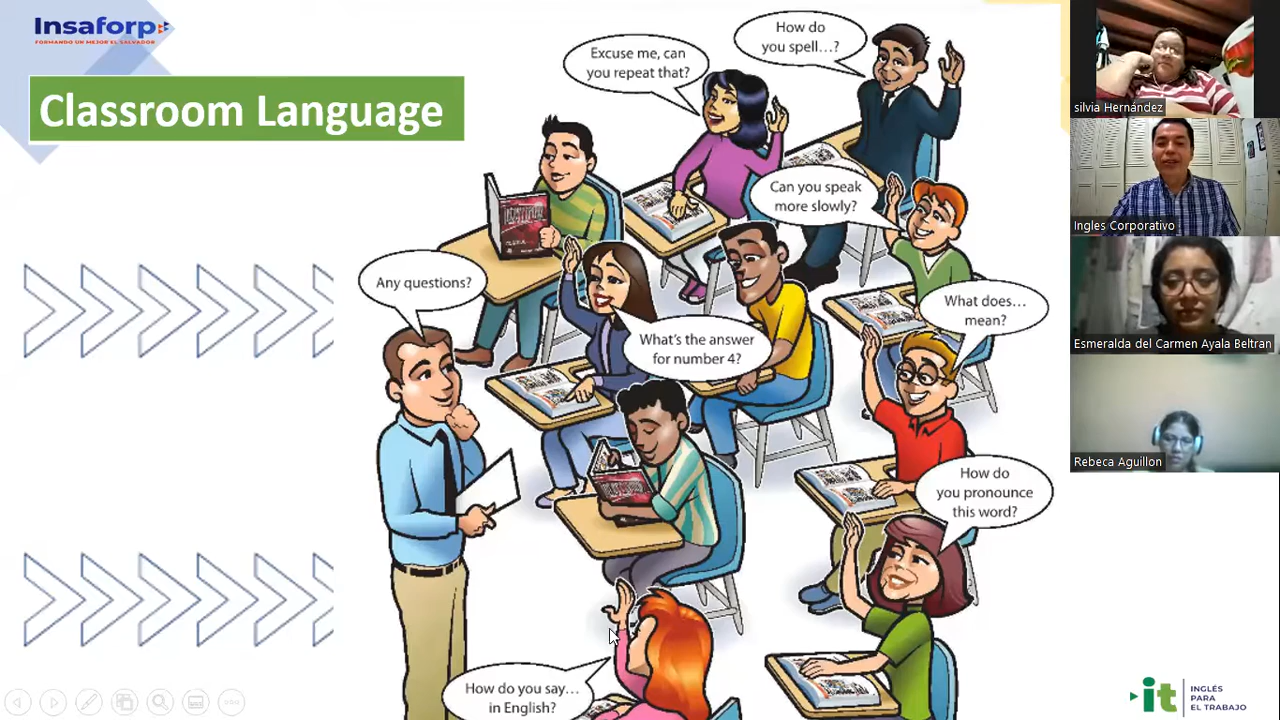 Insaforp
FORMANDO UN MEJOR EL SALVADOR
Classroom Language
How do
you spell…?
Excuse me, can
you repeat that?
Can you speak
more slowly?
Any questions?
What's the answer
for number 4?
What does…
mean?
How do
you pronounce
this word?
How do you say…
in English?
silvia Hernández
Ingles Corporativo
Esmeralda del Carmen Ayala Beltran
Rebeca Aguillon
it
INGLÉS
PARA
EL TRABAJO